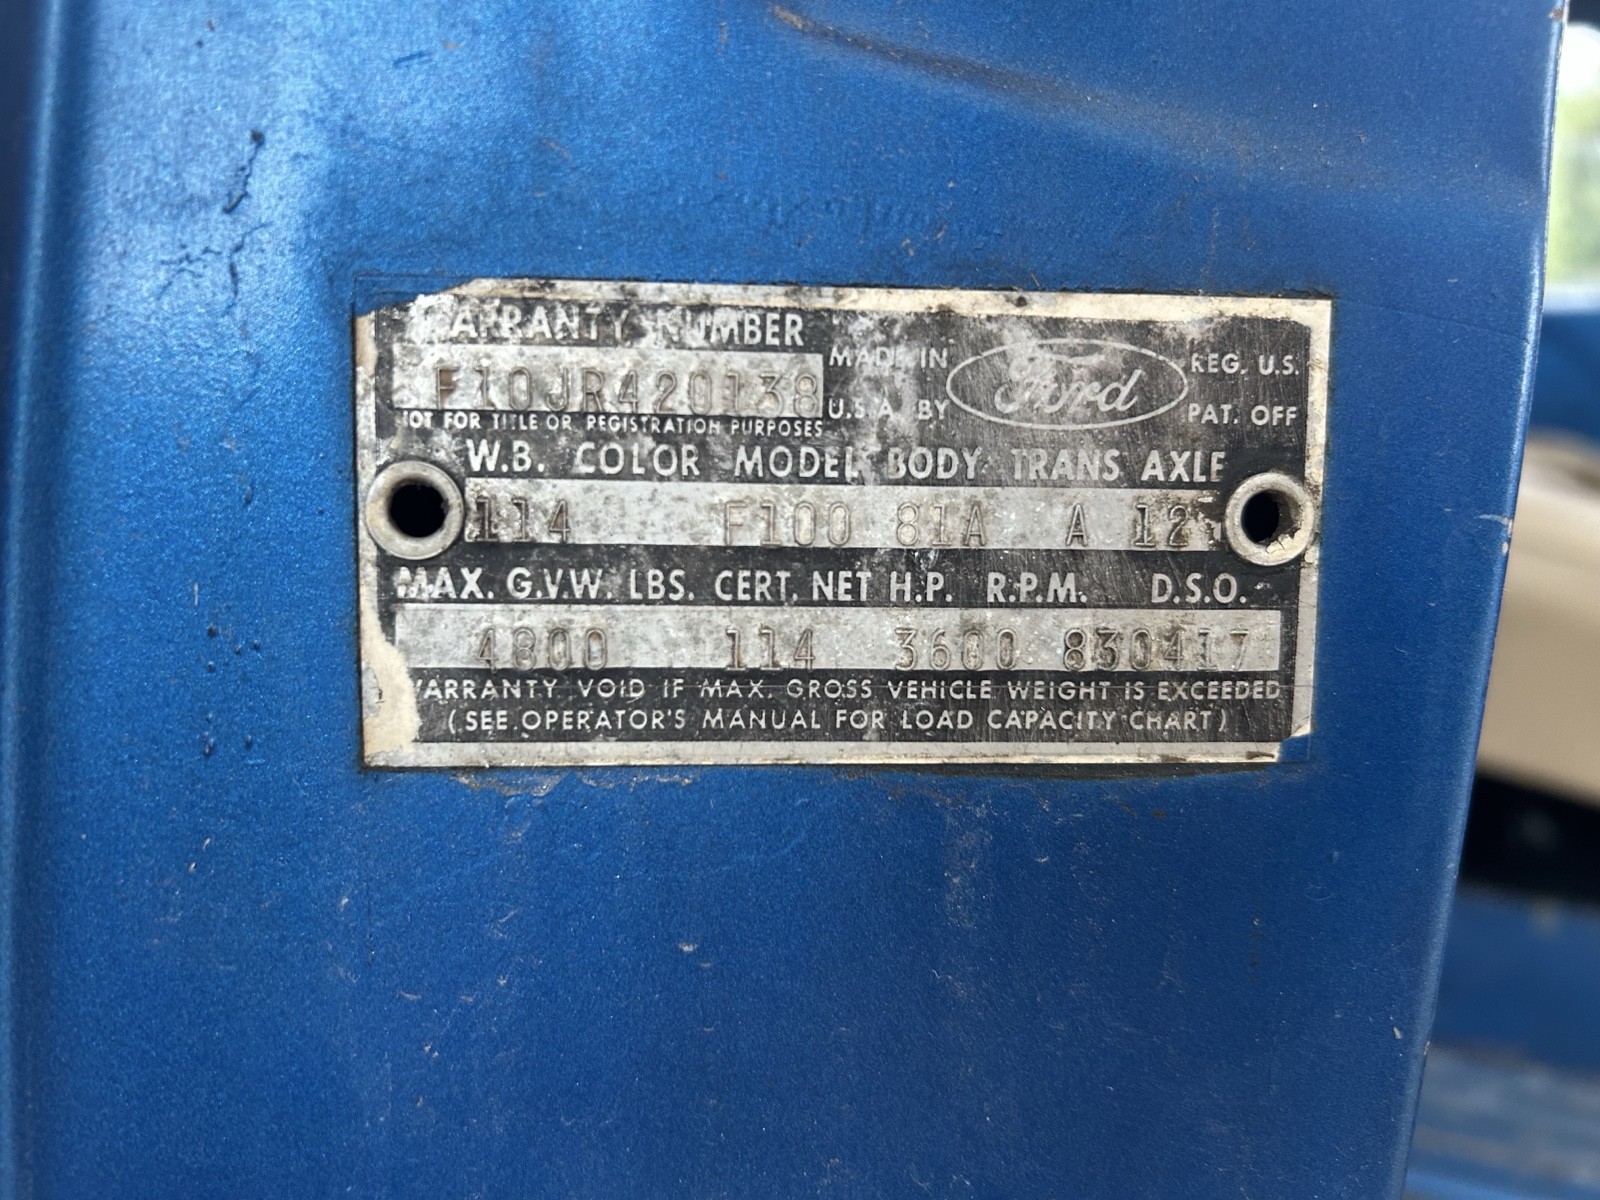 WARRANTY NUMBER
F10JR420138
NOT FOR TITLE OR REGISTRATION PURPOSES
MADE IN
U.S.A. BY
Ford
REG. U.S.
PAT. OFF
W.B. COLOR MODEL BODY TRANS AXLE
114 F100 81A A 12
MAX. G.V.W. LBS. CERT. NET H.P. R.P.M. D.S.O.
4800 114 3600 830417
WARRANTY VOID IF MAX. GROSS VEHICLE WEIGHT IS EXCEEDED
(SEE OPERATOR'S MANUAL FOR LOAD CAPACITY CHART)